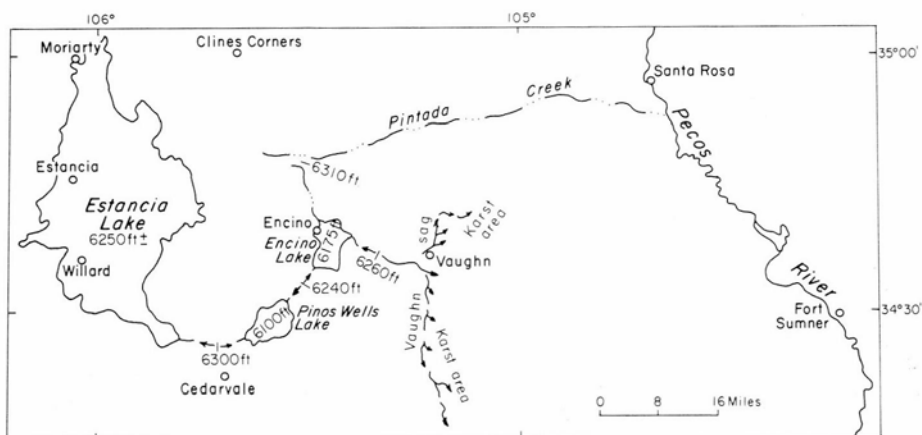 106°
105°
Moriarty
Clines Corners
35°00'
Santa Rosa
Pintada Creek
Pecos River
6310ft
Estancia
Estancia
Lake
6250ft±
Encino
Encino
Lake
6175ft
sag
Karst
area
Willard
6260ft
Vaughn
6240ft
6100ft
Pinos Wells
Lake
Vaughn
Karst area
Fort
Sumner
34°30'
6300ft
Cedarvale
0 8 16 Miles